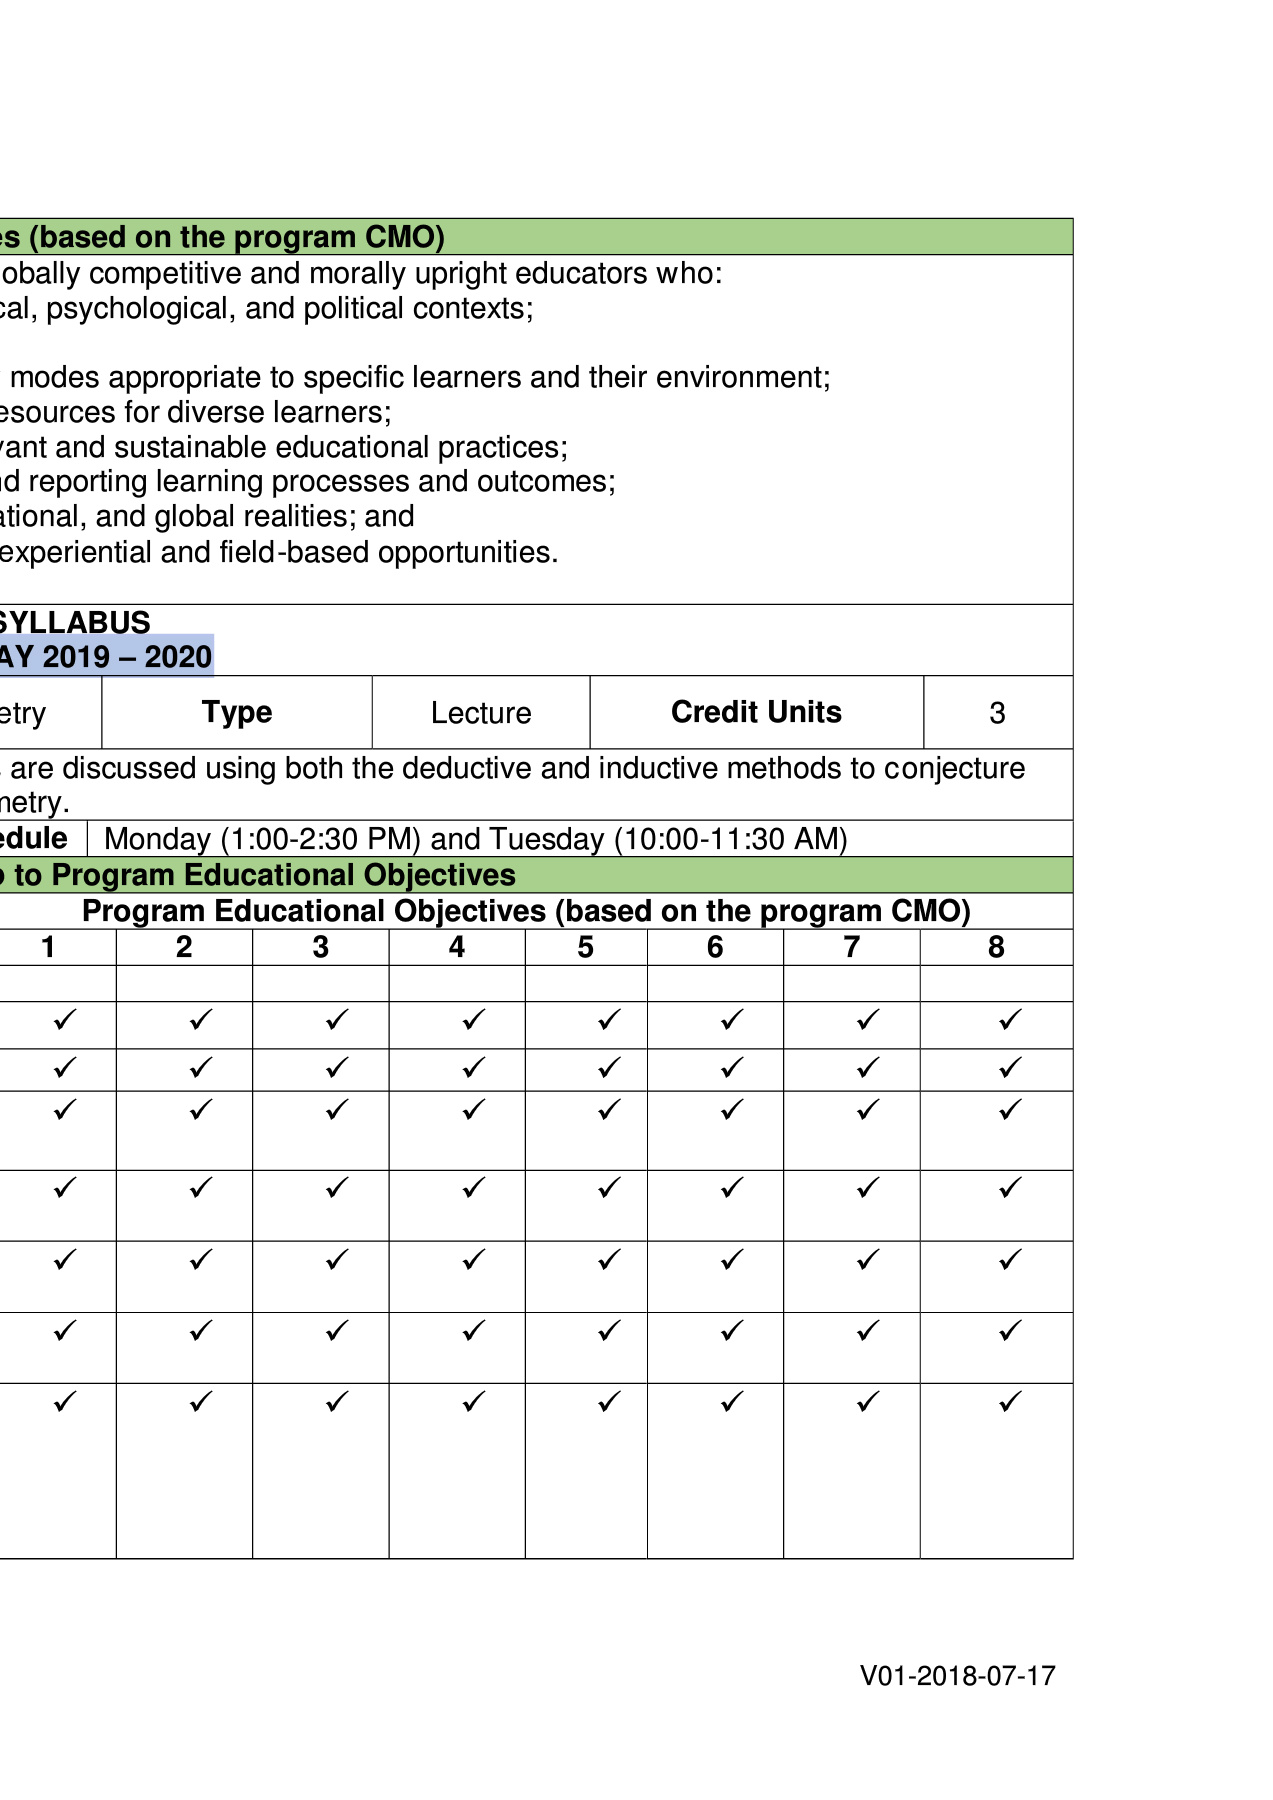 es (based on the program CMO)
obally competitive and morally upright educators who:
cal, psychological, and political contexts;
modes appropriate to specific learners and their environment;
esources for diverse learners;
vant and sustainable educational practices;
nd reporting learning processes and outcomes;
ational, and global realities; and
experiential and field-based opportunities.
SYLLABUS
AY 2019 – 2020
etry Type Lecture Credit Units 3
are discussed using both the deductive and inductive methods to conjecture
metry.
edule Monday (1:00-2:30 PM) and Tuesday (10:00-11:30 AM)
to Program Educational Objectives
Program Educational Objectives (based on the program CMO)
1 2 3 4 5 6 7 8
✓ ✓ ✓ ✓ ✓ ✓ ✓ ✓
✓ ✓ ✓ ✓ ✓ ✓ ✓ ✓
✓ ✓ ✓ ✓ ✓ ✓ ✓ ✓
✓ ✓ ✓ ✓ ✓ ✓ ✓ ✓
✓ ✓ ✓ ✓ ✓ ✓ ✓ ✓
✓ ✓ ✓ ✓ ✓ ✓ ✓ ✓
✓ ✓ ✓ ✓ ✓ ✓ ✓ ✓
V01-2018-07-17